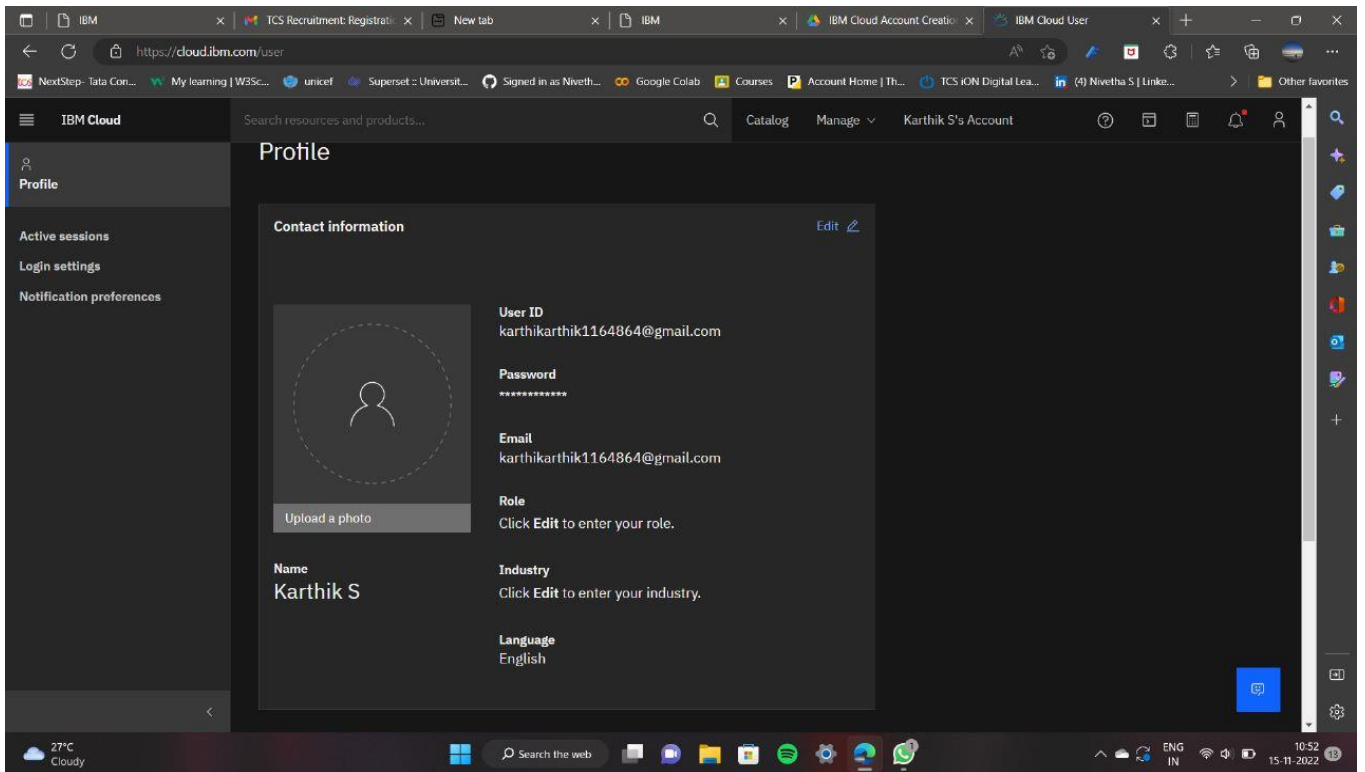 IBM
TCS Recruitment: Registratic
New tab
IBM
IBM Cloud Account Creatio
IBM Cloud User
https://cloud.ibm.com/user
NextStep- Tata Con...
My learning | W3Sc...
unicef
Superset :: Universit...
Signed in as Niveth...
Google Colab
Courses
Account Home | Th...
TCS iON Digital Lea...
(4) Nivetha S | Linke...
Other favorites
IBM Cloud
Search resources and products...
Catalog
Manage
Karthik S's Account
Profile
Active sessions
Login settings
Notification preferences
Profile
Contact information
Edit
Upload a photo
Name
Karthik S
User ID
karthikarthik1164864@gmail.com
Password
************
Email
karthikarthik1164864@gmail.com
Role
Click Edit to enter your role.
Industry
Click Edit to enter your industry.
Language
English
27°C
Cloudy
Search the web
ENG
IN
10:52
15-11-2022
13